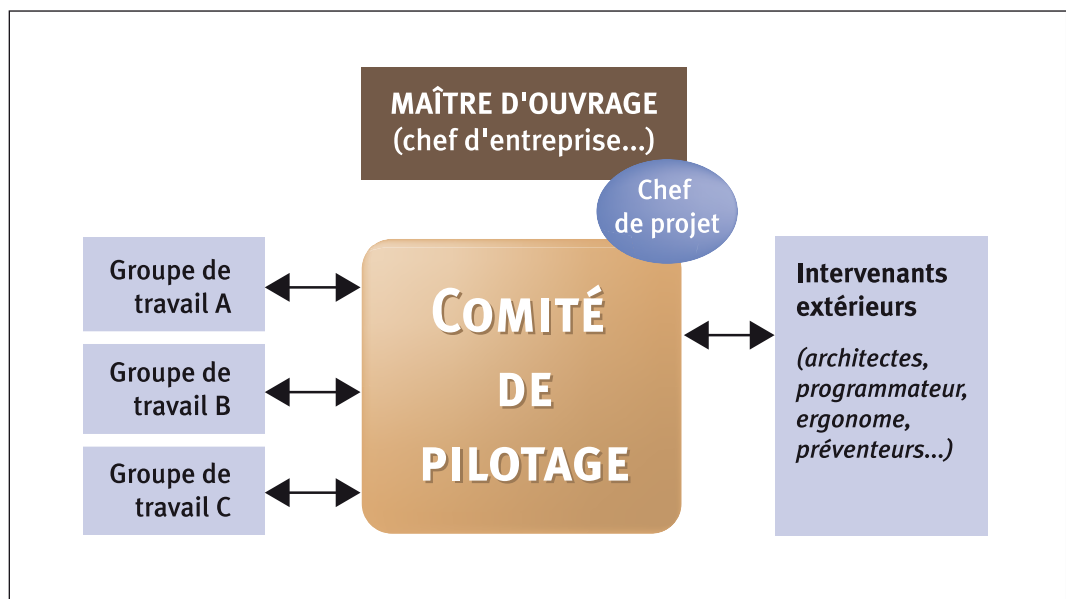 MAÎTRE D'OUVRAGE
(chef d'entreprise...)
Chef
de projet
Groupe de
travail A
Groupe de
travail B
Groupe de
travail C
COMITÉ
DE
PILOTAGE
Intervenants
extérieurs
(architectes,
programmateur,
ergonome,
préventeurs...)